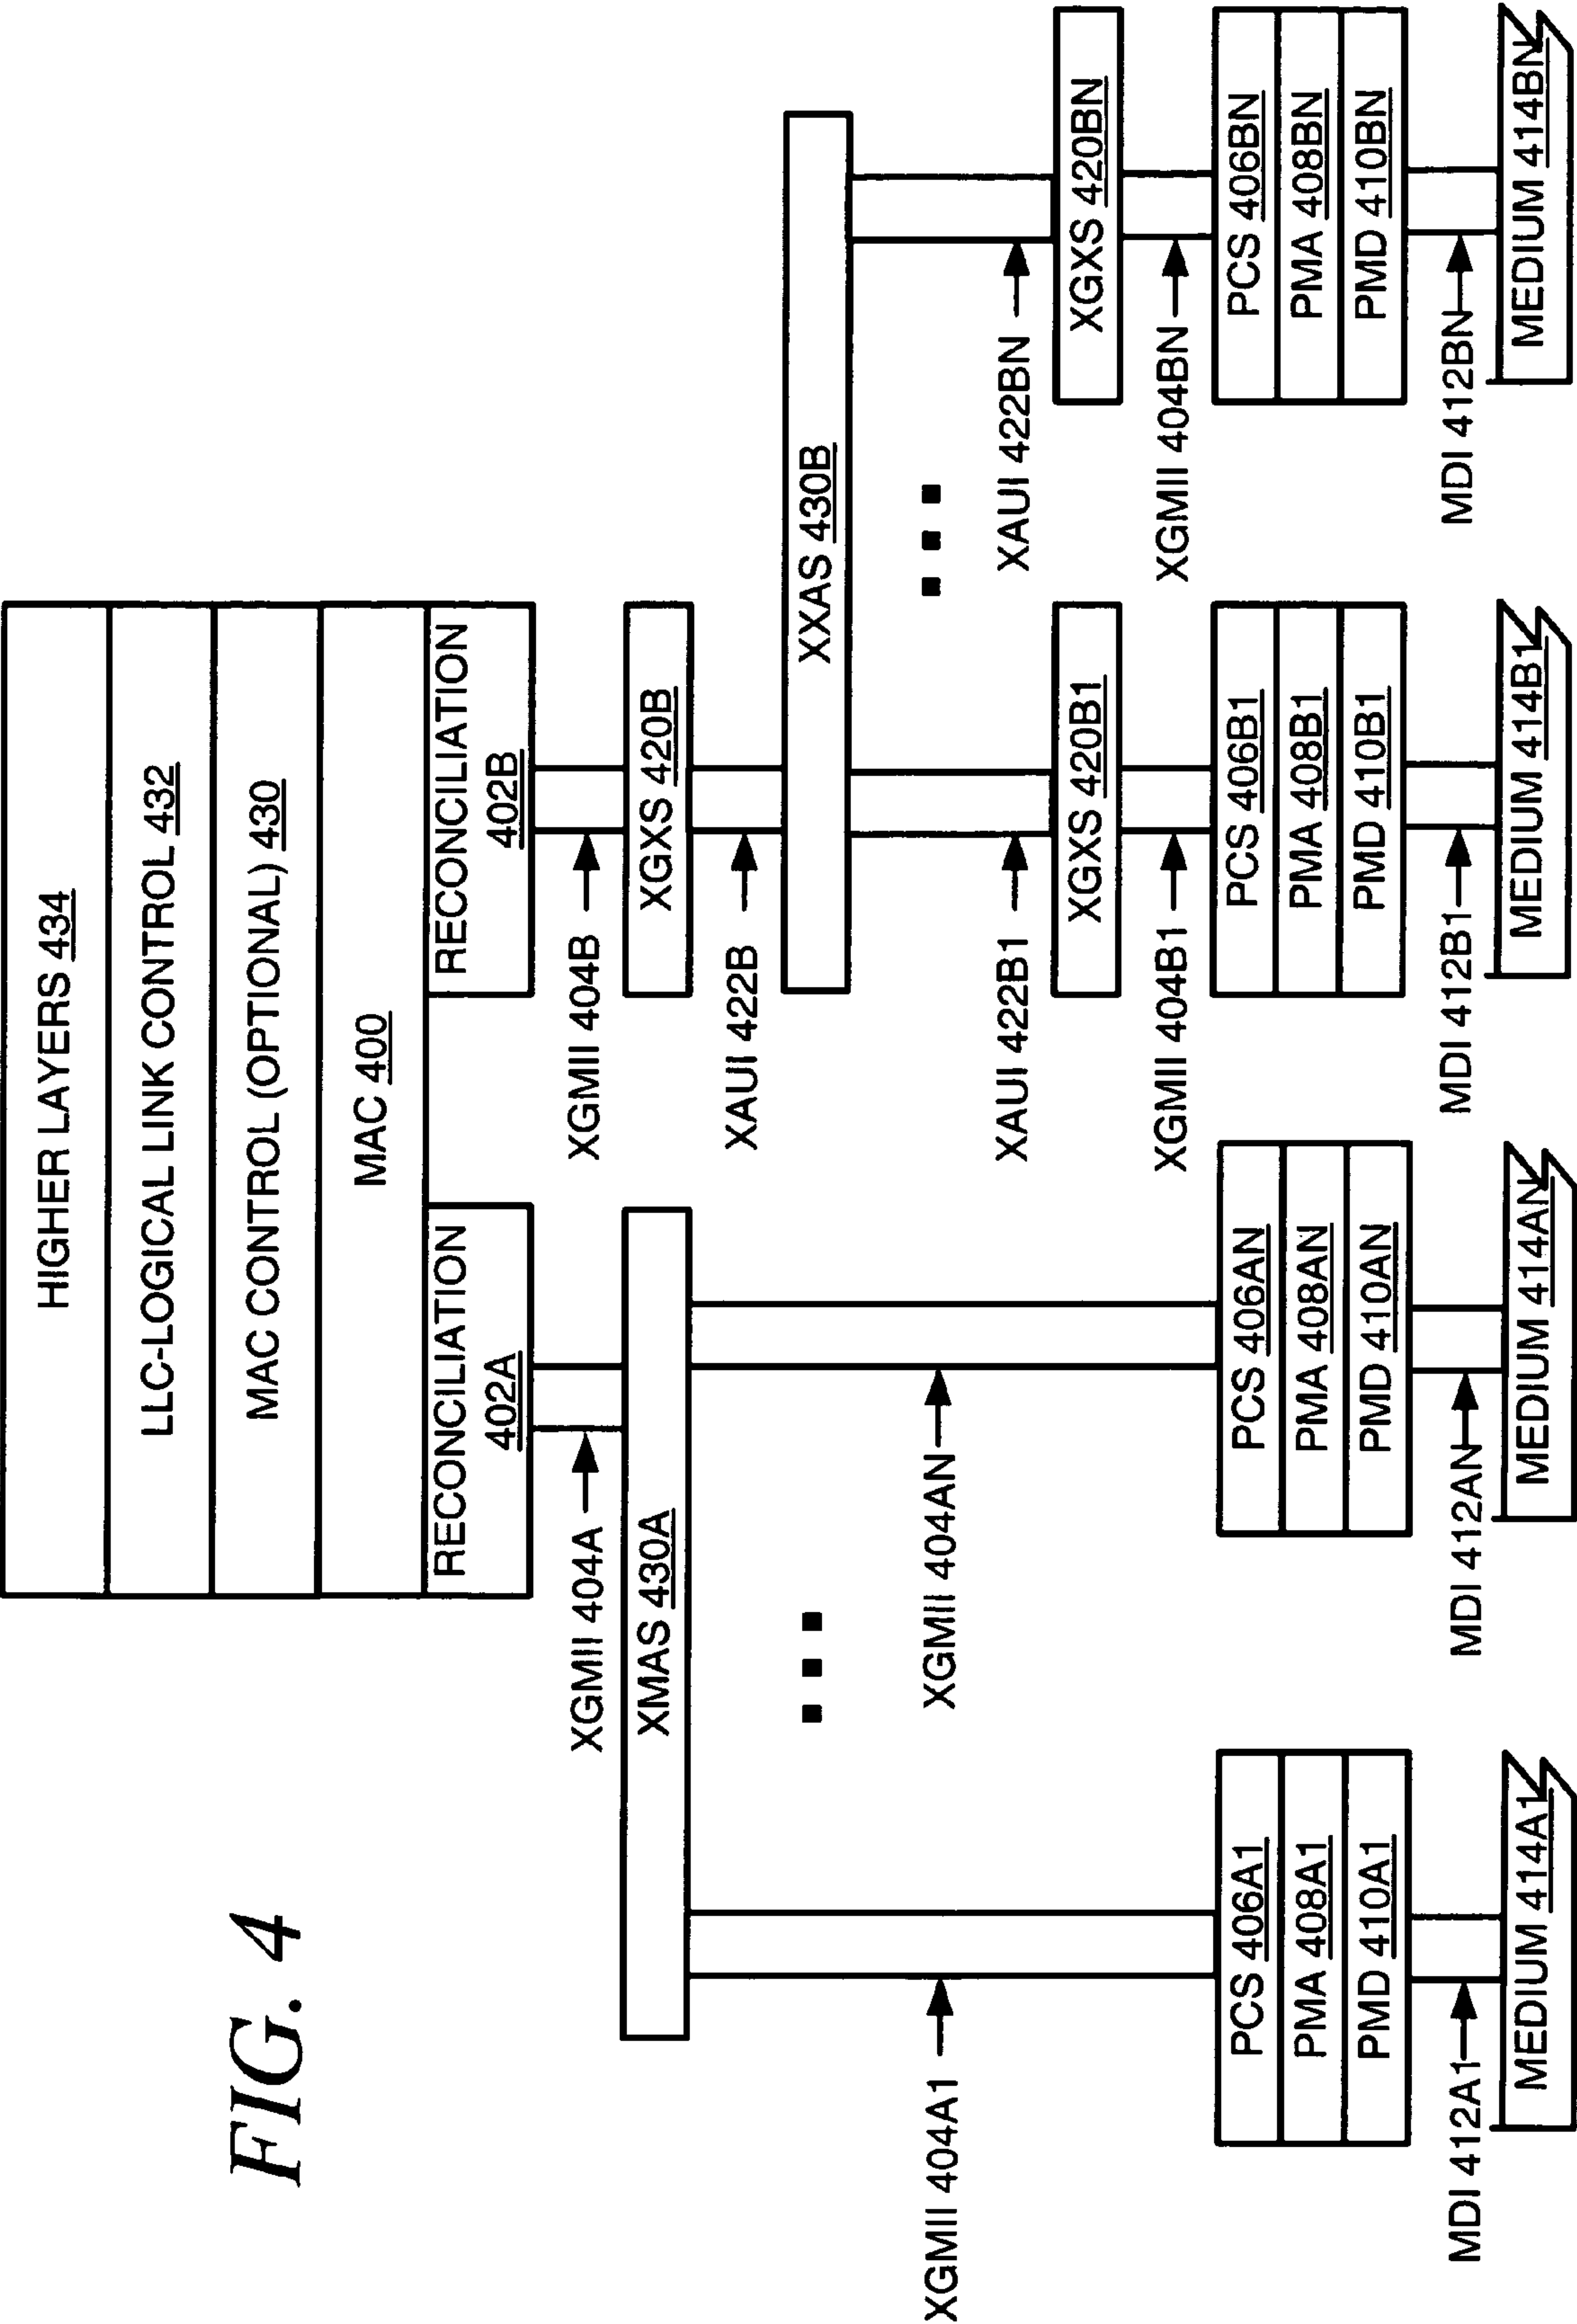 FIG. 4
HIGHER LAYERS 434
LLC-LOGICAL LINK CONTROL 432
MAC CONTROL (OPTIONAL) 430
MAC 400
RECONCILIATION
402A
RECONCILIATION
402B
XGMII 404A
XMAS 430A
XGMII 404A1
XGMII 404AN
PCS 406A1
PMA 408A1
PMD 410A1
MDI 412A1
MEDIUM 414A1
PCS 406AN
PMA 408AN
PMD 410AN
MDI 412AN
MEDIUM 414AN
XGMII 404B
XGXS 420B
XAUI 422B
XXAS 430B
XAUI 422B1
XGXS 420B1
XGMII 404B1
PCS 406B1
PMA 408B1
PMD 410B1
MDI 412B1
MEDIUM 414B1
XAUI 422BN
XGXS 420BN
XGMII 404BN
PCS 406BN
PMA 408BN
PMD 410BN
MDI 412BN
MEDIUM 414BN